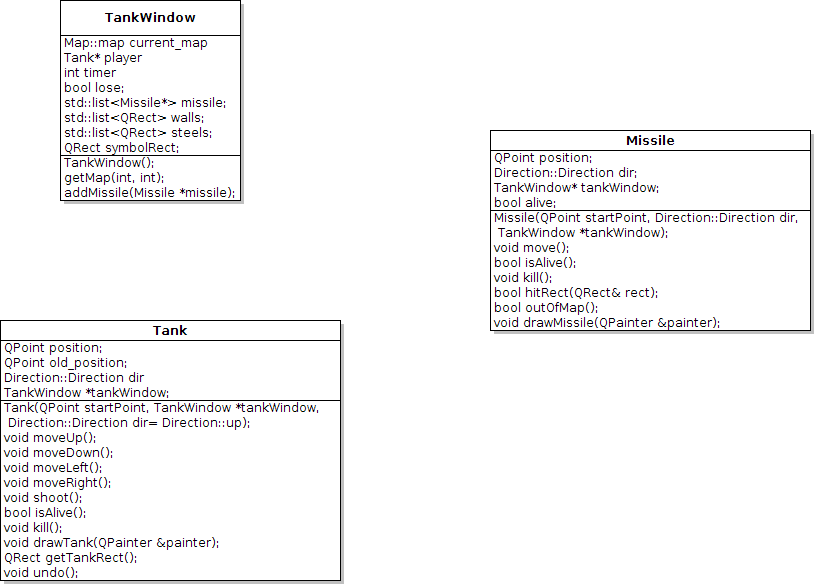 TankWindow
Map::map current_map
Tank* player
int timer
bool lose;
std::list<Missile*> missile;
std::list<QRect> walls;
std::list<QRect> steels;
QRect symbolRect;
TankWindow();
getMap(int, int);
addMissile(Missile *missile);
Missile
QPoint position;
Direction::Direction dir;
TankWindow* tankWindow;
bool alive;
Missile(QPoint startPoint, Direction::Direction dir,
TankWindow *tankWindow);
void move();
bool isAlive();
void kill();
bool hitRect(QRect& rect);
bool outOfMap();
void drawMissile(QPainter &painter);
Tank
QPoint position;
QPoint old_position;
Direction::Direction dir
TankWindow *tankWindow;
Tank(QPoint startPoint, TankWindow *tankWindow,
Direction::Direction dir= Direction::up);
void moveUp();
void moveDown();
void moveLeft();
void moveRight();
void shoot();
bool isAlive();
void kill();
void drawTank(QPainter &painter);
QRect getTankRect();
void undo();